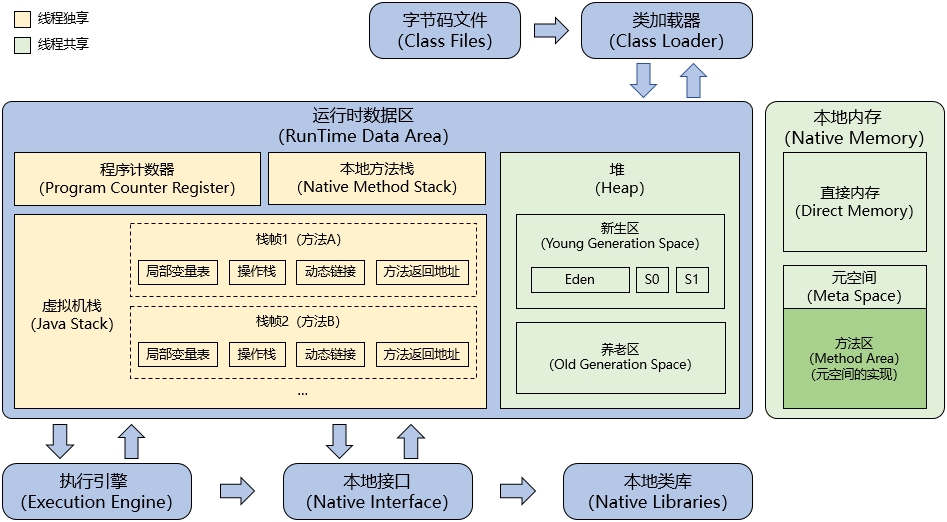 线程独享
线程共享
字节码文件
(Class Files)
类加载器
(Class Loader)
运行时数据区
(RunTime Data Area)
程序计数器
(Program Counter Register)
本地方法栈
(Native Method Stack)
虚拟机栈
(Java Stack)
栈帧1（方法A）
局部变量表
操作栈
动态链接
方法返回地址
栈帧2（方法B）
局部变量表
操作栈
动态链接
方法返回地址
...
堆
(Heap)
新生区
(Young Generation Space)
Eden
S0
S1
养老区
(Old Generation Space)
本地内存
(Native Memory)
直接内存
(Direct Memory)
元空间
(Meta Space)
方法区
(Method Area)
(元空间的实现)
执行引擎
(Execution Engine)
本地接口
(Native Interface)
本地类库
(Native Libraries)